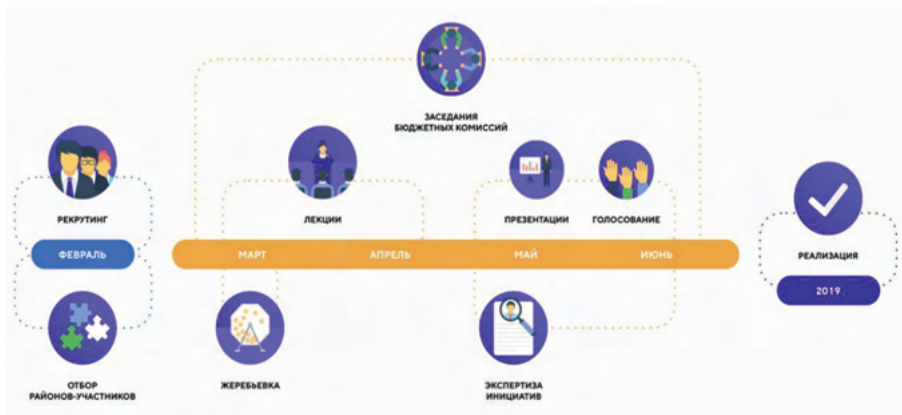 ЗАСЕДАНИЯ
БЮДЖЕТНЫХ КОМИССИЙ
РЕКРУТИНГ
ЛЕКЦИИ
ПРЕЗЕНТАЦИИ
ГОЛОСОВАНИЕ
ФЕВРАЛЬ
МАРТ
АПРЕЛЬ
МАЙ
ИЮНЬ
РЕАЛИЗАЦИЯ
2019
ОТБОР
РАЙОНОВ-УЧАСТНИКОВ
ЖЕРЕБЬЕВКА
ЭКСПЕРТИЗА
ИНИЦИАТИВ